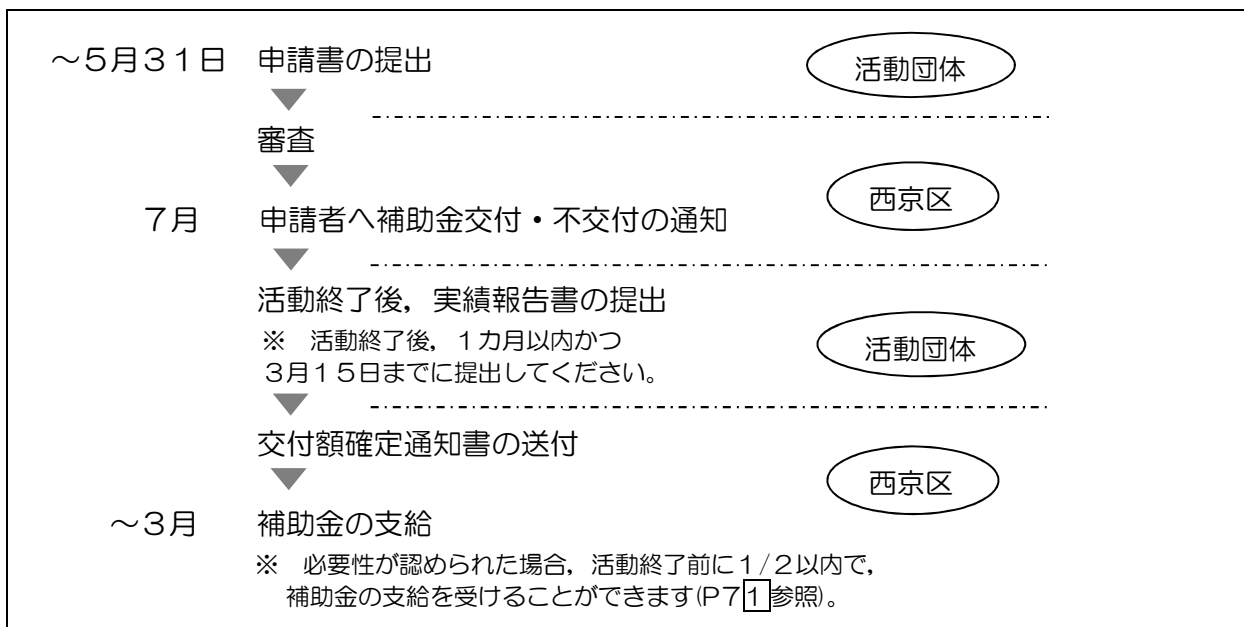 ～５月３１日　申請書の提出　活動団体
審査
西京区
７月　申請者へ補助金交付・不交付の通知
活動終了後，実績報告書の提出
※　活動終了後，１カ月以内かつ　活動団体
３月１５日までに提出してください。
交付額確定通知書の送付
西京区
～３月　補助金の支給
※　必要性が認められた場合，活動終了前に１/２以内で，
補助金の支給を受けることができます(Ｐ７１参照)。